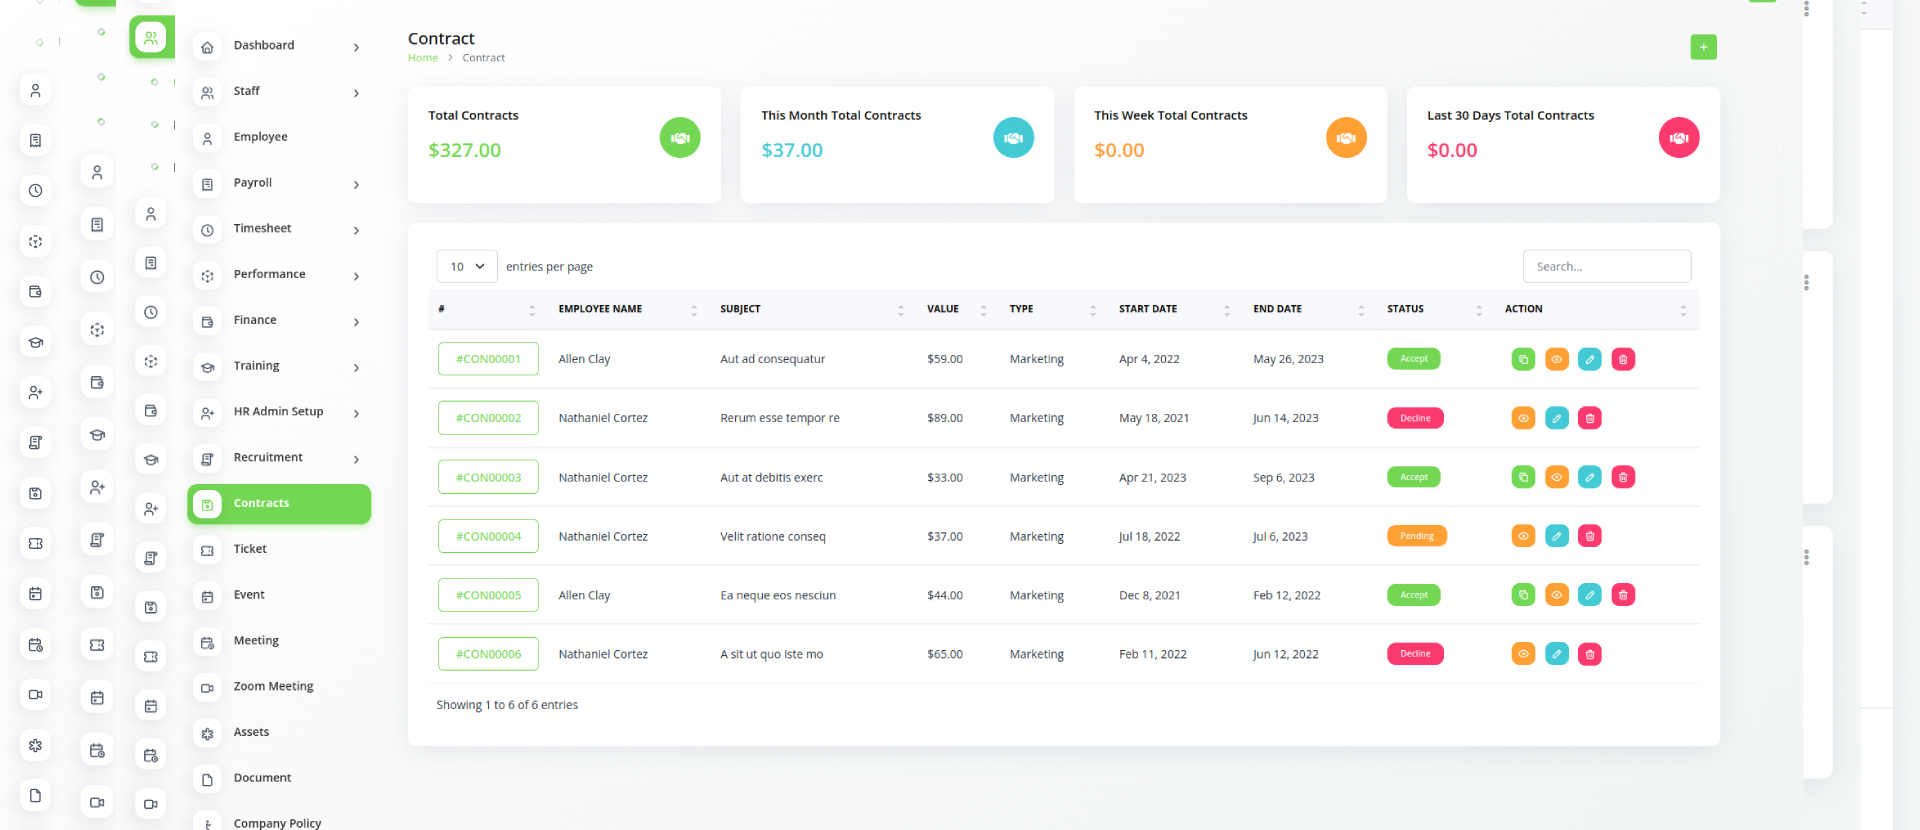 Dashboard
Staff
Employee
Payroll
Timesheet
Performance
Finance
Training
HR Admin Setup
Recruitment
Contracts
Ticket
Event
Meeting
Zoom Meeting
Assets
Document
Company Policy
Contract
Home > Contract
+
Total Contracts
$327.00
This Month Total Contracts
$37.00
This Week Total Contracts
$0.00
Last 30 Days Total Contracts
$0.00
10 entries per page
Search...
# EMPLOYEE NAME SUBJECT VALUE TYPE START DATE END DATE STATUS ACTION
#CON00001 Allen Clay Aut ad consequatur $59.00 Marketing Apr 4, 2022 May 26, 2023 Accept
#CON00002 Nathaniel Cortez Rerum esse tempor re $89.00 Marketing May 18, 2021 Jun 14, 2023 Decline
#CON00003 Nathaniel Cortez Aut at debitis exerc $33.00 Marketing Apr 21, 2023 Sep 6, 2023 Accept
#CON00004 Nathaniel Cortez Velit ratione conseq $37.00 Marketing Jul 18, 2022 Jul 6, 2023 Pending
#CON00005 Allen Clay Ea neque eos nesciun $44.00 Marketing Dec 8, 2021 Feb 12, 2022 Accept
#CON00006 Nathaniel Cortez A sit ut quo iste mo $65.00 Marketing Feb 11, 2022 Jun 12, 2022 Decline
Showing 1 to 6 of 6 entries